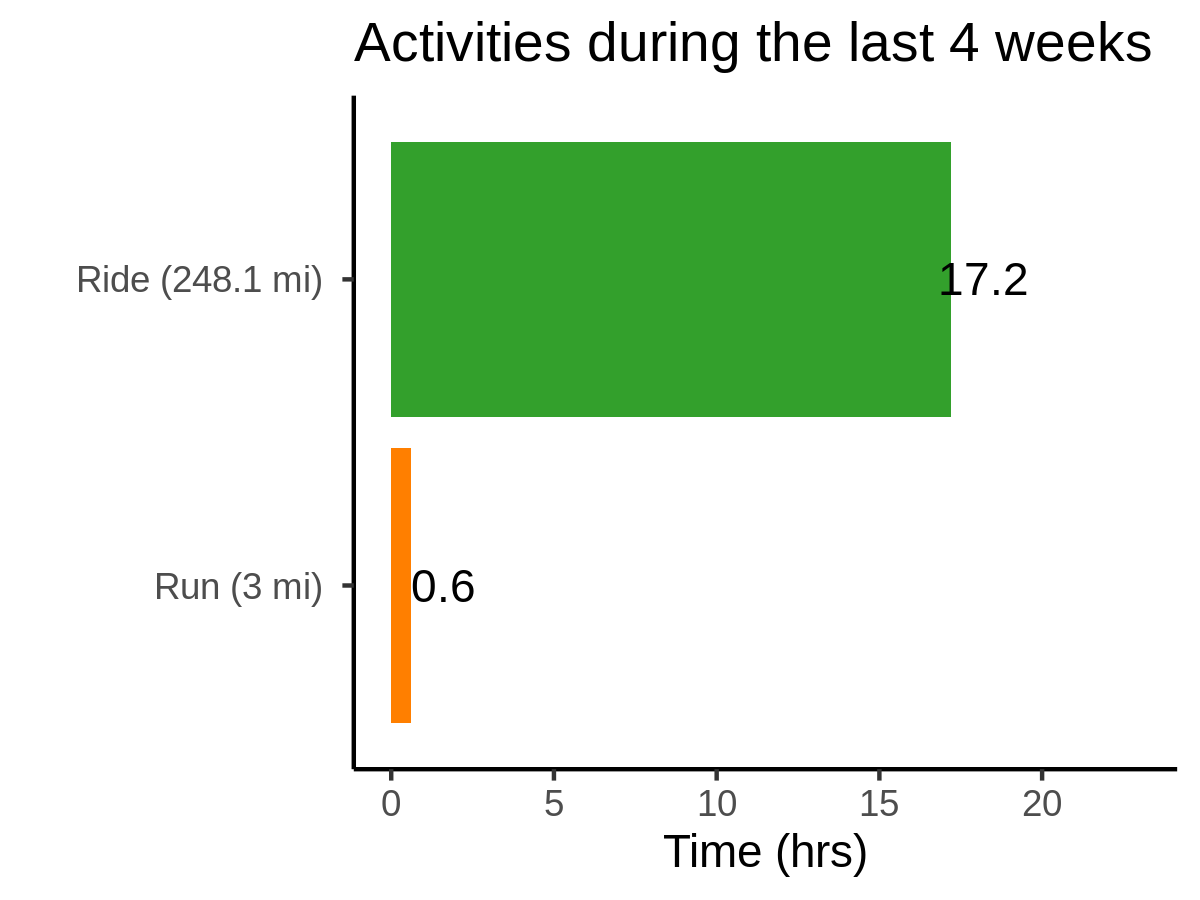 Activities during the last 4 weeks
Ride (248.1 mi)
17.2
Run (3 mi)
0.6
0 5 10 15 20
Time (hrs)